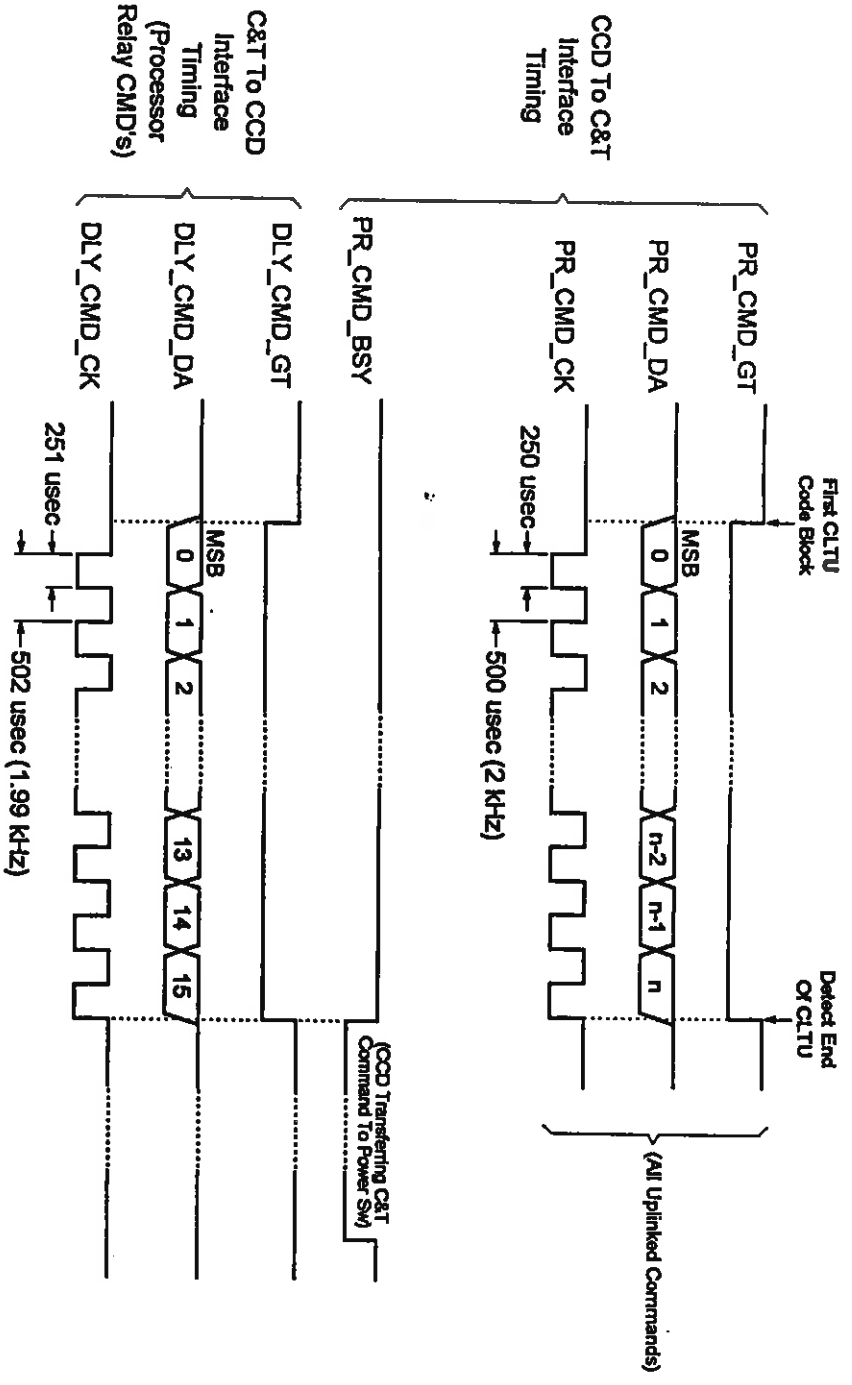 First CLTU
Code Block
Detect End
Of CLTU
CCD To C&T
Interface
Timing
PR_CMD_GT
PR_CMD_DA
MSB
0 1 2 n-2 n-1 n
PR_CMD_CK
250 usec
500 usec (2 kHz)
(All Uplinked Commands)
PR_CMD_BSY
(CCD Transferring C&T
Command To Power Sw)
C&T To CCD
Interface
Timing
(Processor
Relay CMD's)
DLY_CMD_GT
DLY_CMD_DA
MSB
0 1 2 13 14 15
DLY_CMD_CK
251 usec
502 usec (1.99 kHz)